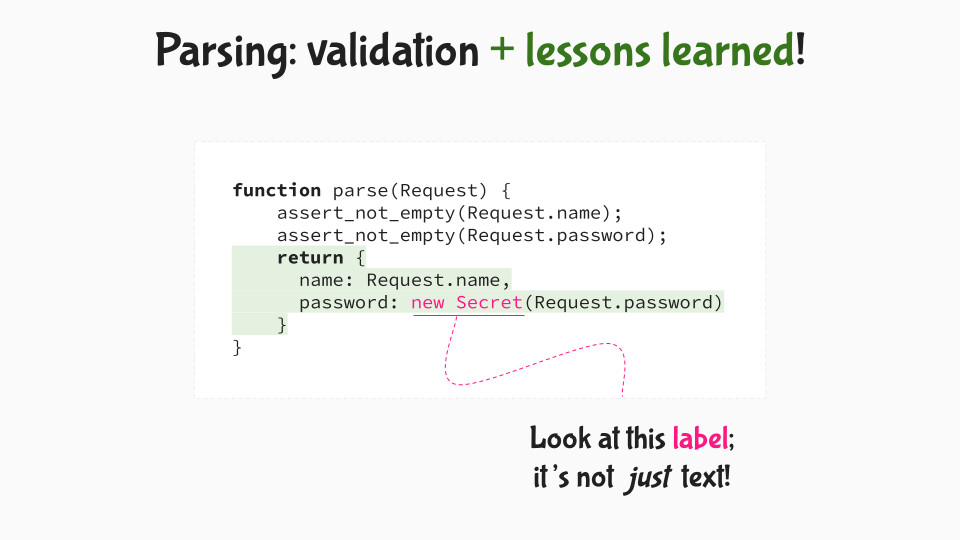 Parsing: validation + lessons learned!
function parse(Request) {
    assert_not_empty(Request.name);
    assert_not_empty(Request.password);
    return {
      name: Request.name,
      password: new Secret(Request.password)
    }
}
Look at this label;
it's not just text!